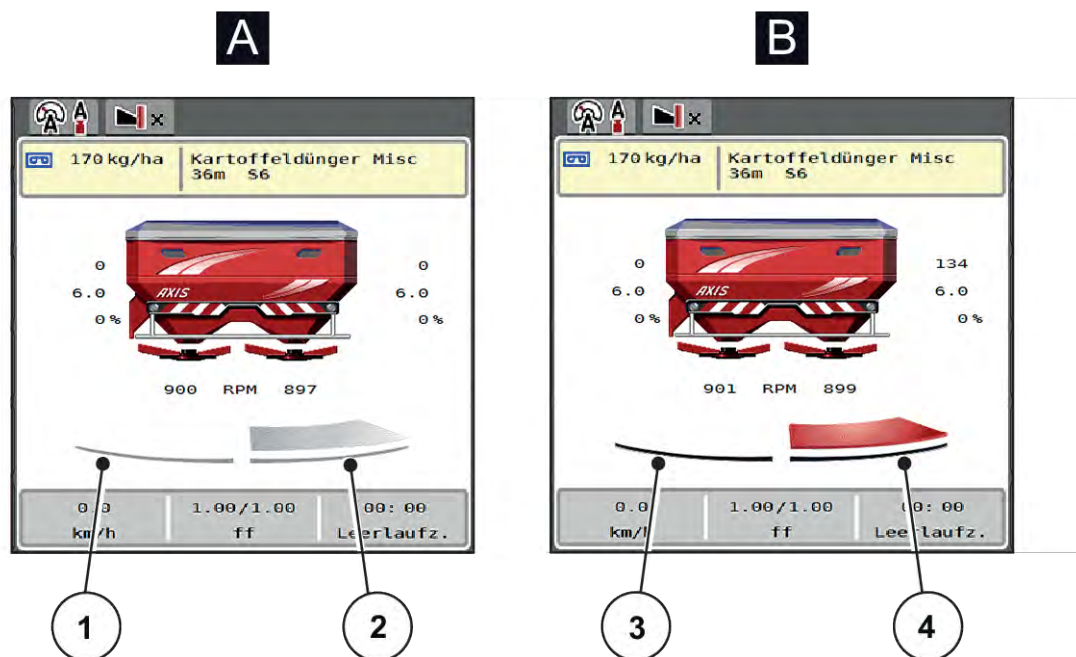 A
B
A A
x
170 kg/ha
Kartoffeldünger Misc
36m S6
0
0
6.0
AXIS
6.0
0 %
0 %
900 RPM 897
0.0
1.00/1.00
00:00
km/h
ff
Leerlaufz.
1
2
A A
x
170 kg/ha
Kartoffeldünger Misc
36m S6
0
134
6.0
AXIS
6.0
0 %
0 %
901 RPM 899
0.0
1.00/1.00
00:00
km/h
ff
Leerlaufz.
3
4